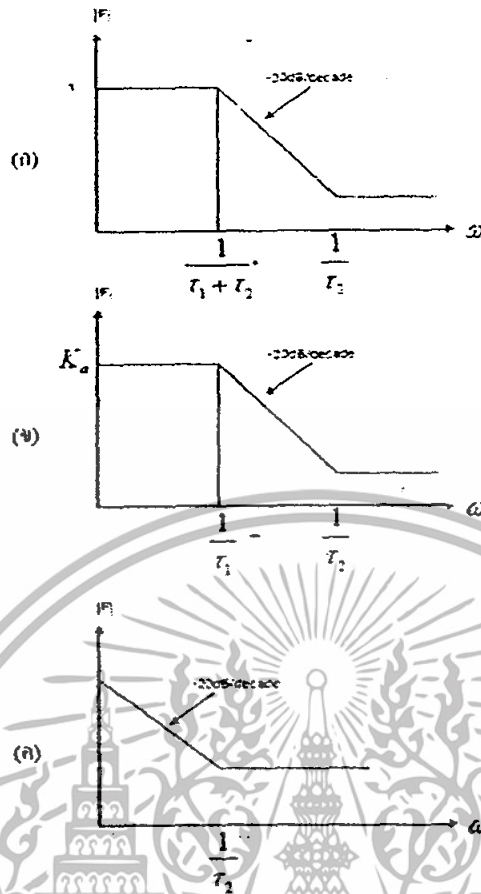 |F|
-20dB/decade
1
(ก)
ω
1
τ₁ + τ₂
1
τ₂
|F|
Kₐ
-20dB/decade
(ข)
ω
1
τ₁
1
τ₂
|F|
-20dB/decade
(ค)
ω
1
τ₂